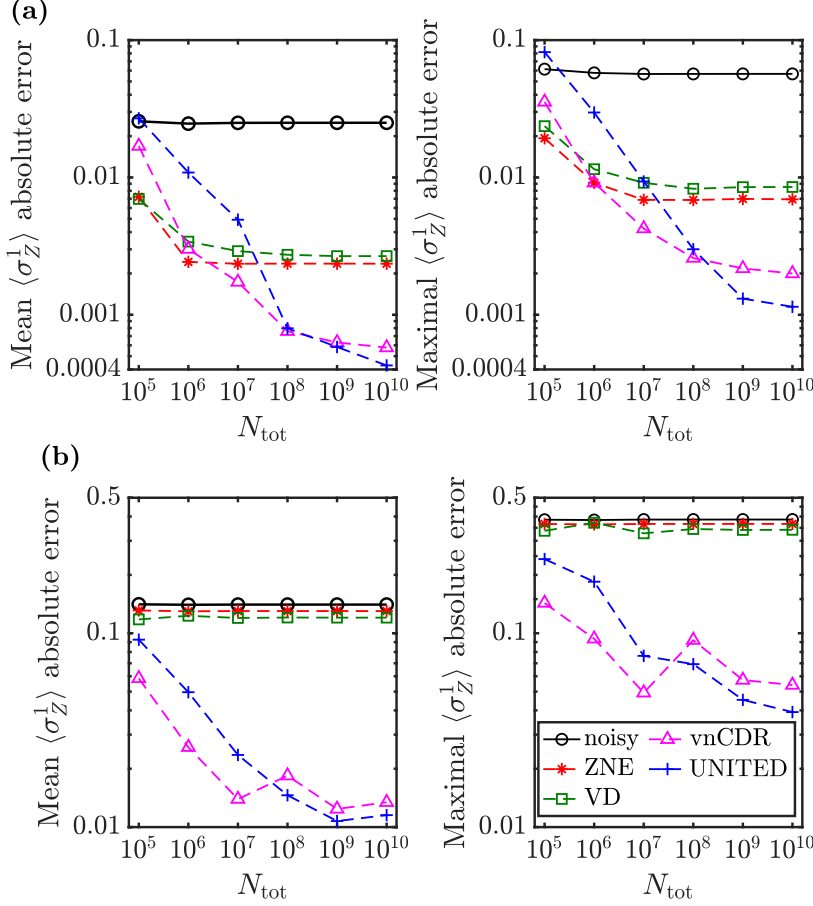 (a)
Mean ⟨σ_Z^1⟩ absolute error
0.1
0.01
0.001
0.0004
10^5 10^6 10^7 10^8 10^9 10^10
N_tot
Maximal ⟨σ_Z^1⟩ absolute error
0.1
0.01
0.001
0.0004
10^5 10^6 10^7 10^8 10^9 10^10
N_tot
(b)
Mean ⟨σ_Z^1⟩ absolute error
0.5
0.1
0.01
10^5 10^6 10^7 10^8 10^9 10^10
N_tot
Maximal ⟨σ_Z^1⟩ absolute error
0.5
0.1
0.01
noisy vnCDR
ZNE UNITED
VD
10^5 10^6 10^7 10^8 10^9 10^10
N_tot